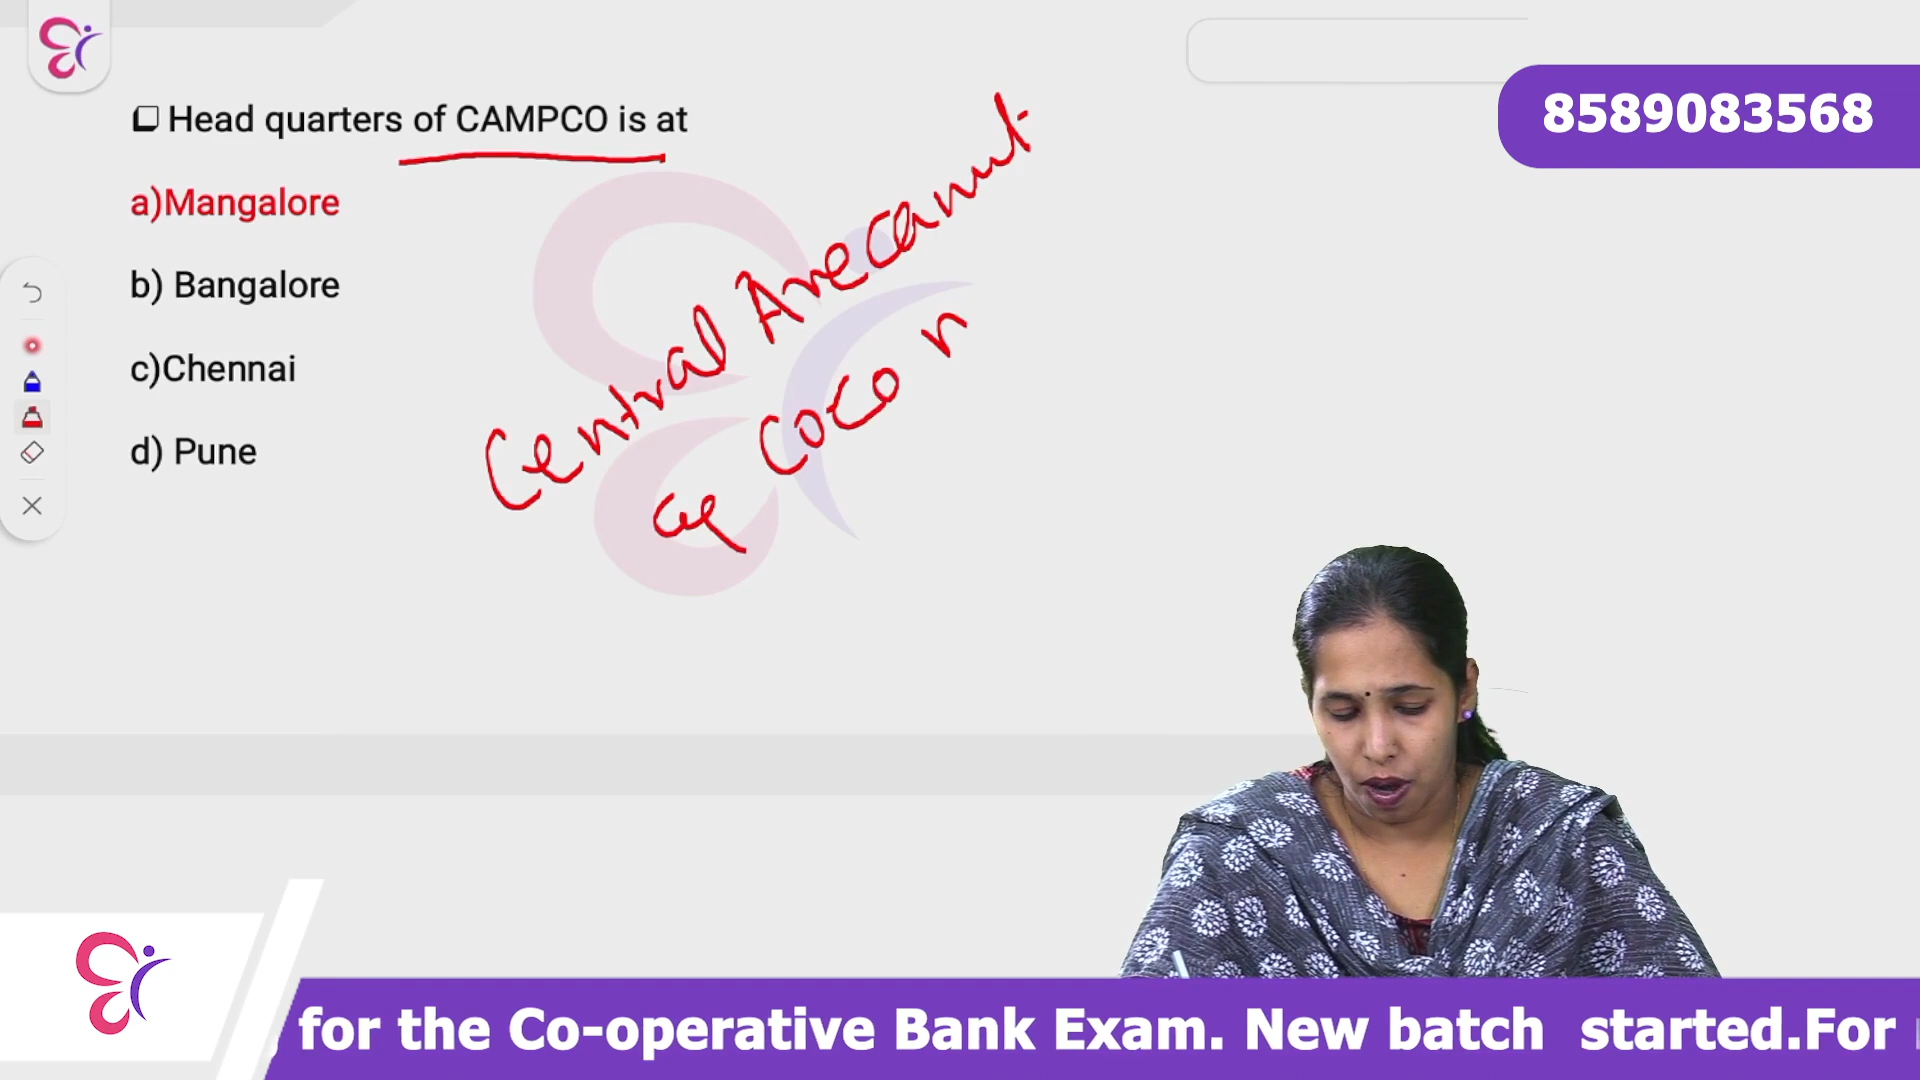 8589083568
Head quarters of CAMPCO is at
a)Mangalore
b) Bangalore
c)Chennai
d) Pune
Central Arecanut
& Coco n
for the Co-operative Bank Exam. New batch started.For